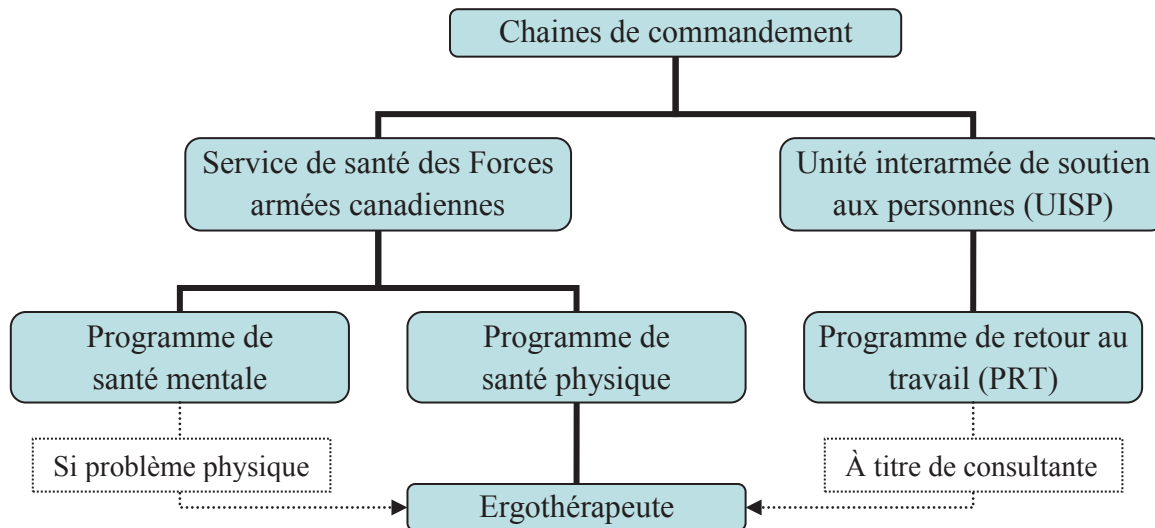 Chaines de commandement
Service de santé des Forces
armées canadiennes
Unité interarmée de soutien
aux personnes (UISP)
Programme de
santé mentale
Programme de
santé physique
Programme de retour au
travail (PRT)
Si problème physique
À titre de consultante
Ergothérapeute